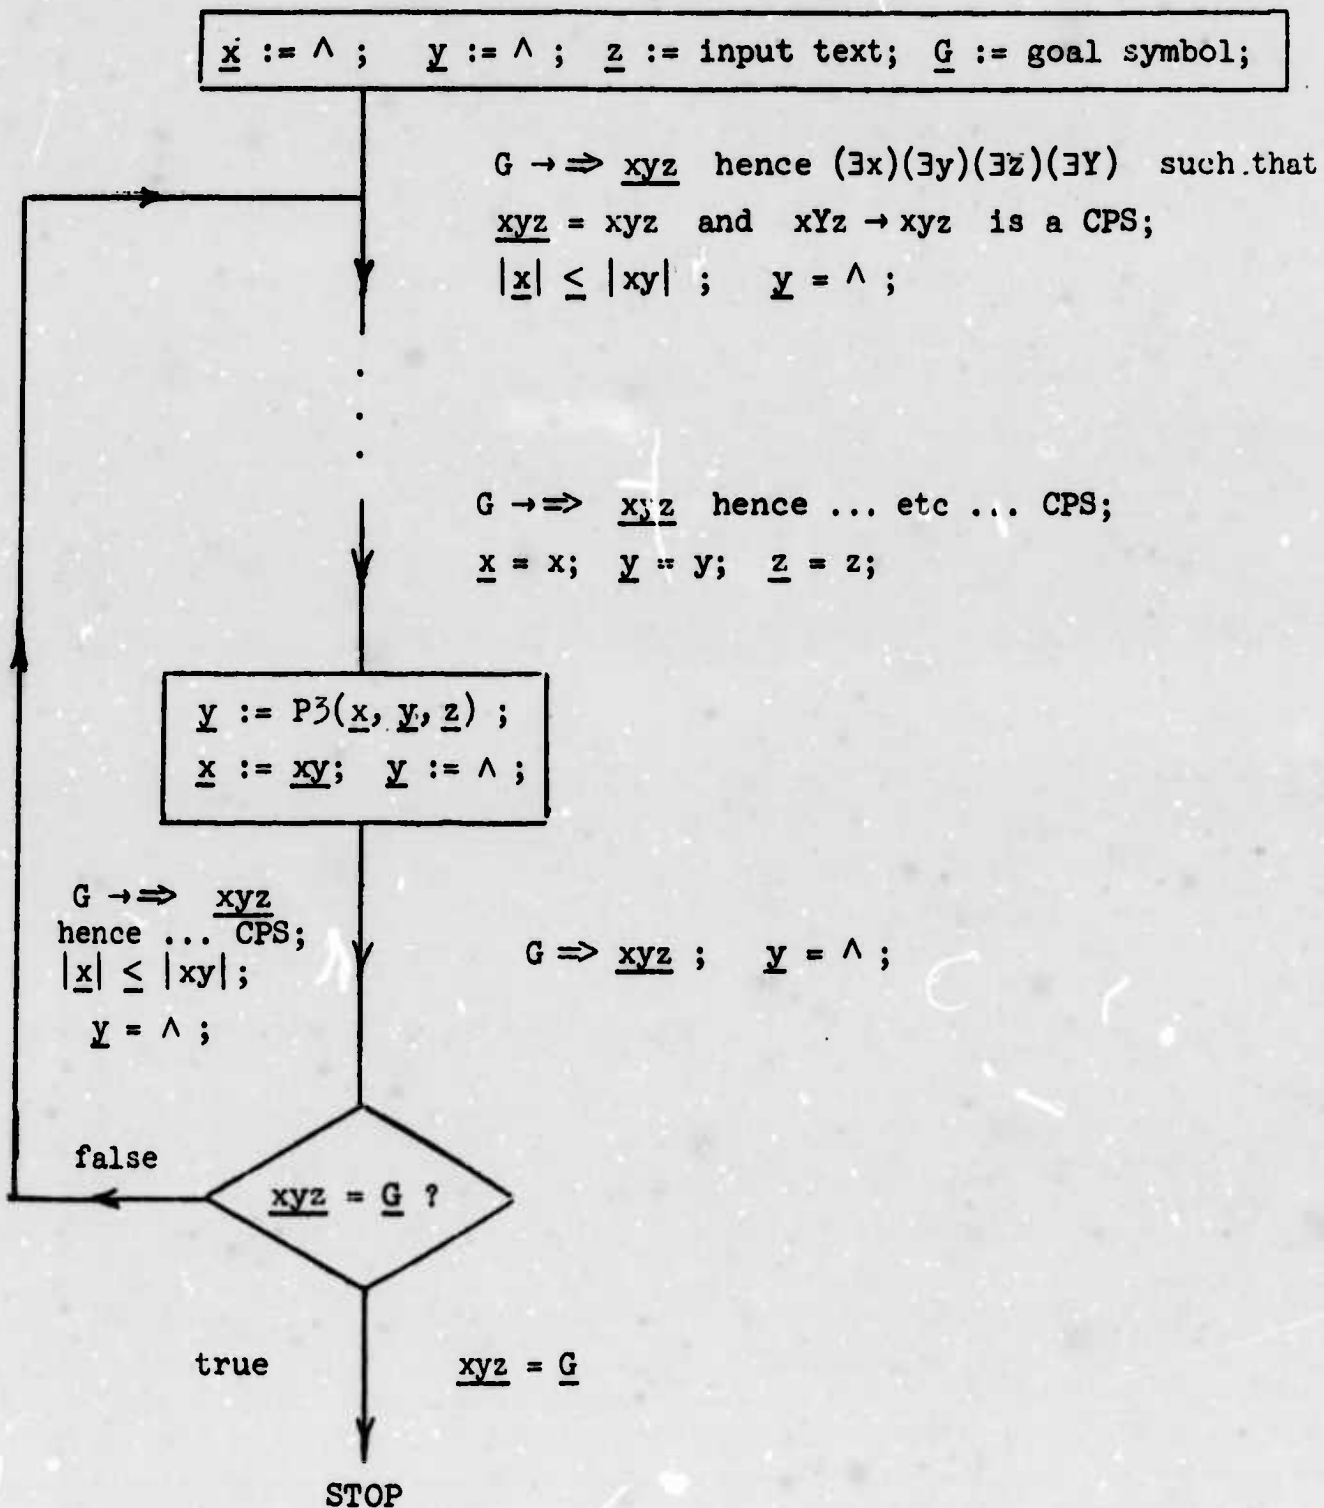 x := ∧ ; y := ∧ ; z := input text; G := goal symbol;
G → ⇒ xyz hence (∃x)(∃y)(∃z)(∃Y) such that
xyz = xyz and xYz → xyz is a CPS;
|x| ≤ |xy| ; y = ∧ ;
.
.
.
G → ⇒ xyz hence ... etc ... CPS;
x = x; y = y; z = z;
y := P3(x, y, z) ;
x := xy; y := ∧ ;
G → ⇒ xyz
hence ... CPS;
|x| ≤ |xy|;
y = ∧ ;
G ⇒ xyz ; y = ∧ ;
false
xyz = G ?
true
xyz = G
STOP